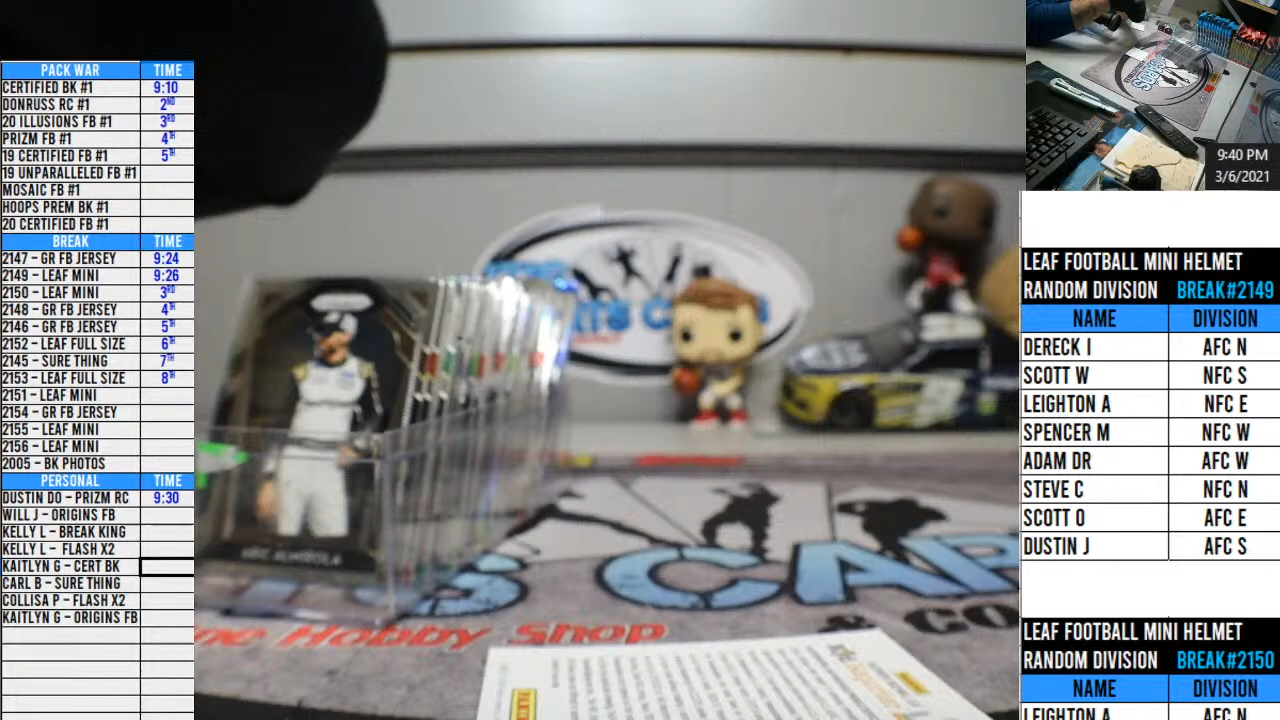 PACK WAR TIME
CERTIFIED BK #1 9:10
DONRUSS RC #1 2ND
20 ILLUSIONS FB #1 3RD
PRIZM FB #1 4TH
19 CERTIFIED FB #1 5TH
19 UNPARALLELED FB #1
MOSAIC FB #1
HOOPS PREM BK #1
20 CERTIFIED FB #1
BREAK TIME
2147 - GR FB JERSEY 9:24
2149 - LEAF MINI 9:26
2150 - LEAF MINI 3RD
2148 - GR FB JERSEY 4TH
2146 - GR FB JERSEY 5TH
2152 - LEAF FULL SIZE 6TH
2145 - SURE THING 7TH
2153 - LEAF FULL SIZE 8TH
2151 - LEAF MINI
2154 - GR FB JERSEY
2155 - LEAF MINI
2156 - LEAF MINI
2005 - BK PHOTOS
PERSONAL TIME
DUSTIN DO - PRIZM RC 9:30
WILL J - ORIGINS FB
KELLY L - BREAK KING
KELLY L - FLASH X2
KAITLYN G - CERT BK
CARL B - SURE THING
COLLISA P - FLASH X2
KAITLYN G - ORIGINS FB
ERIC ALMIROLA
TS CAR
& CO
Hobby Shop
PANINI
9:40 PM
3/6/2021
LEAF FOOTBALL MINI HELMET
RANDOM DIVISION BREAK#2149
NAME DIVISION
DERECK I AFC N
SCOTT W NFC S
LEIGHTON A NFC E
SPENCER M NFC W
ADAM DR AFC W
STEVE C NFC N
SCOTT O AFC E
DUSTIN J AFC S
LEAF FOOTBALL MINI HELMET
RANDOM DIVISION BREAK#2150
NAME DIVISION
LEIGHTON A AFC N